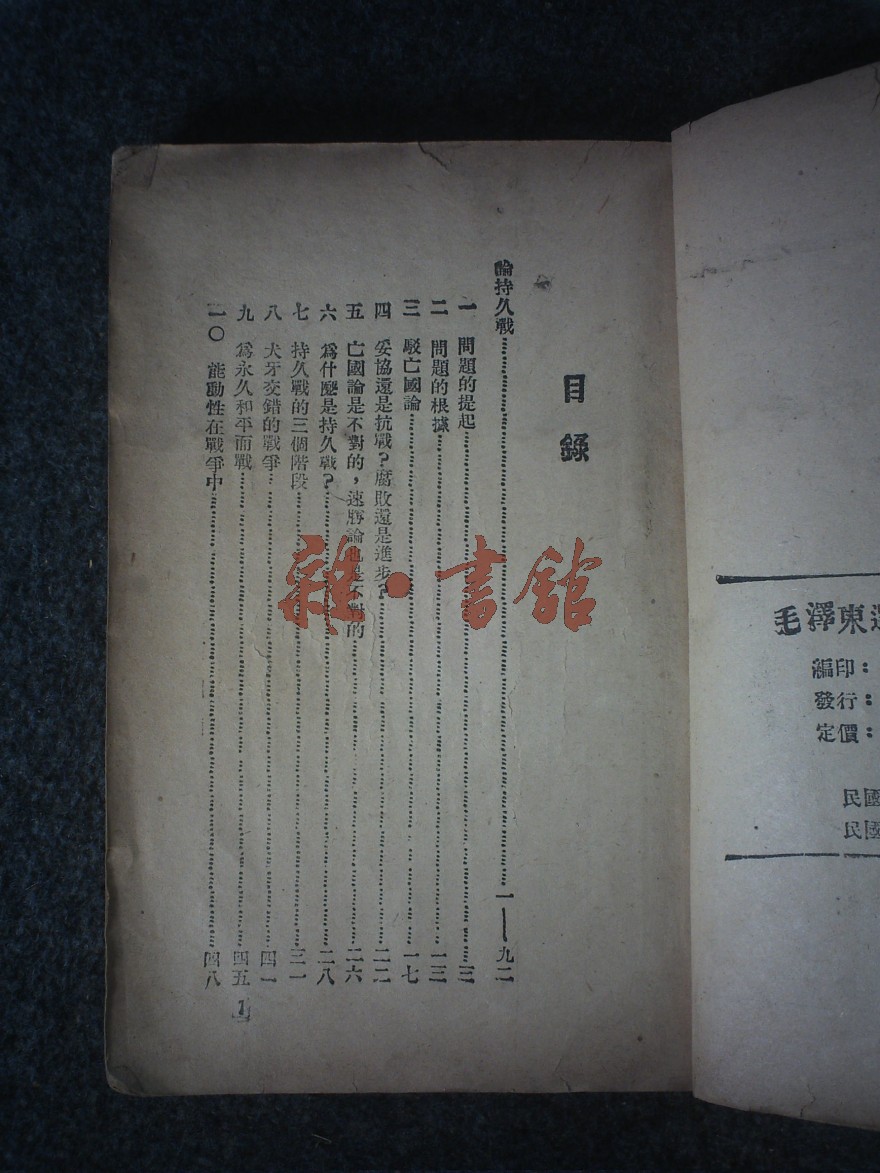 目錄
論持久戰……一——九二
一 問題的提起……三
二 問題的根據……一三
三 駁亡國論……一七
四 妥協還是抗戰？腐敗還是進步？……二二
五 亡國論是不對的，速勝論也是不對的……二六
六 爲什麼是持久戰？……二八
七 持久戰的三個階段……三一
八 犬牙交錯的戰爭……四一
九 爲永久和平而戰……四五
一〇 能動性在戰爭中……四八
1
雜·書館
毛澤東選
編印：
發行：
定價：
民國
民國